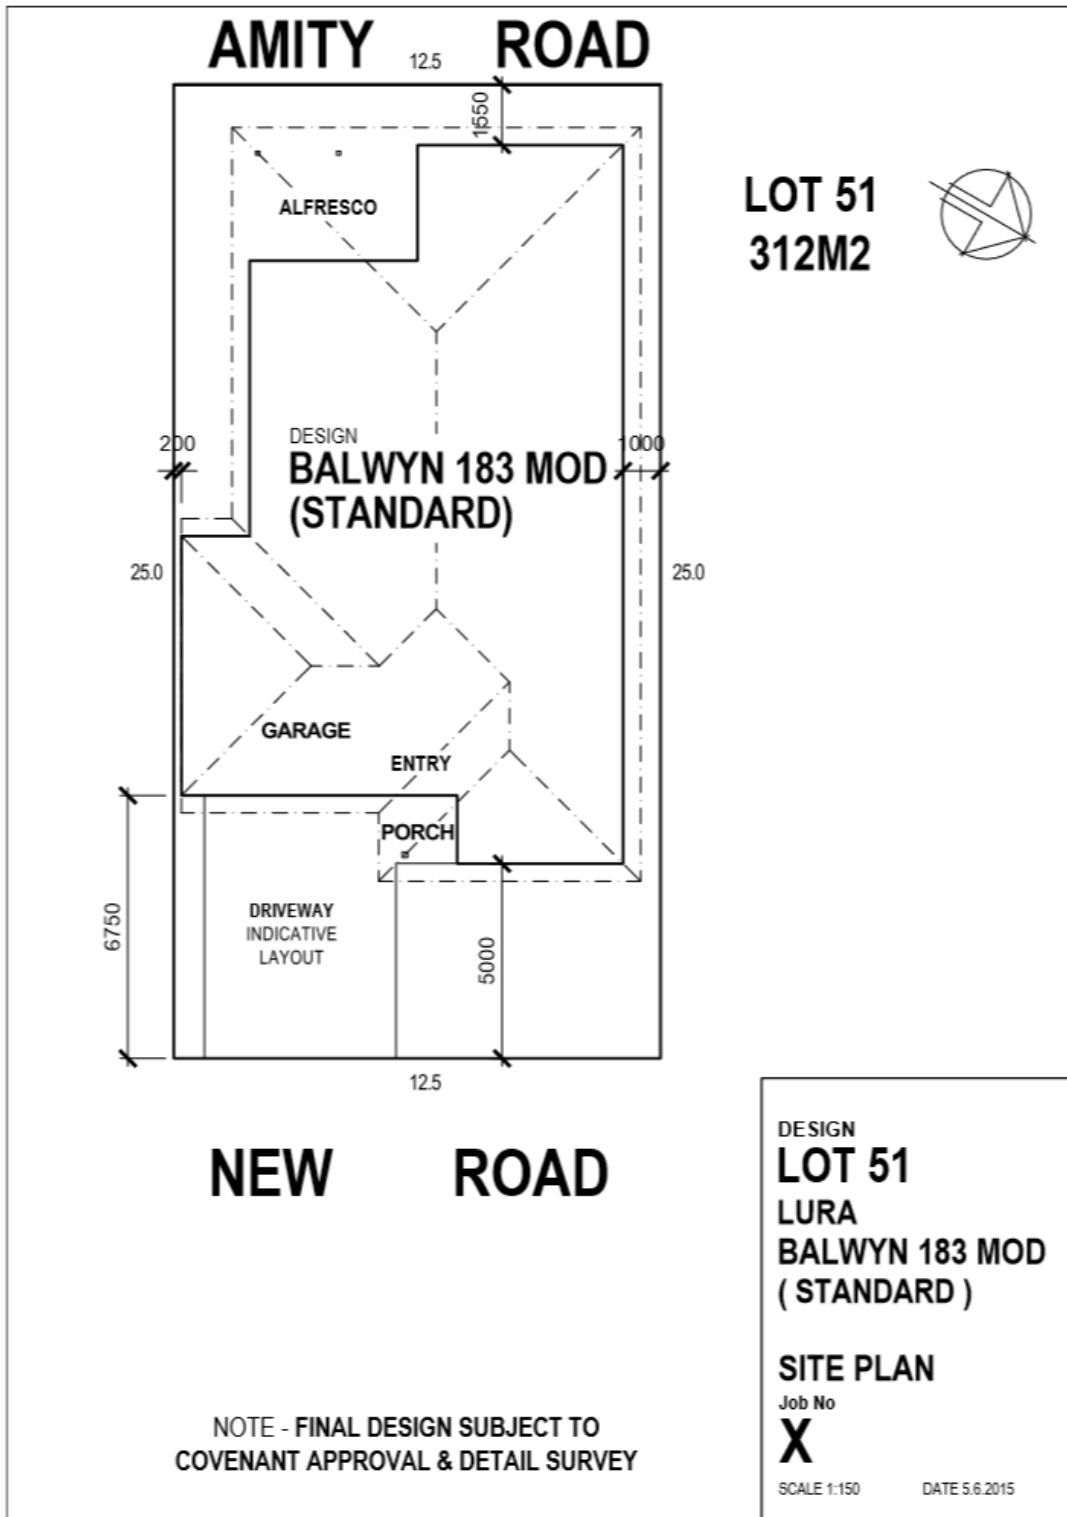 AMITY ROAD
12.5
1550
LOT 51
312M2
ALFRESCO
200
1000
DESIGN
BALWYN 183 MOD
(STANDARD)
25.0
25.0
GARAGE
ENTRY
PORCH
6750
DRIVEWAY
INDICATIVE
LAYOUT
5000
12.5
NEW ROAD
DESIGN
LOT 51
LURA
BALWYN 183 MOD
( STANDARD )
SITE PLAN
Job No
X
SCALE 1:150 DATE 5.6.2015
NOTE - FINAL DESIGN SUBJECT TO
COVENANT APPROVAL & DETAIL SURVEY